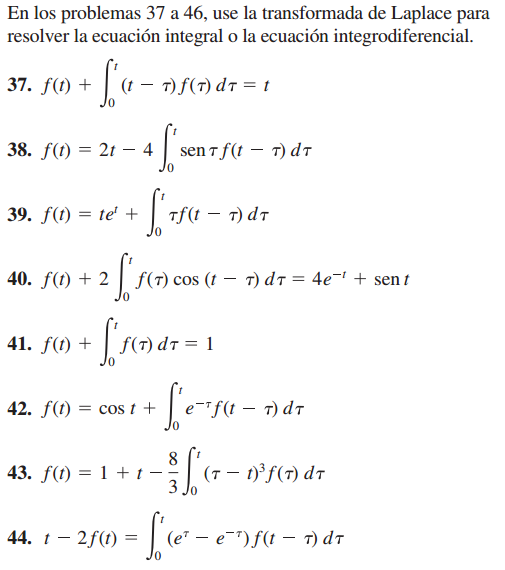 En los problemas 37 a 46, use la transformada de Laplace para
resolver la ecuación integral o la ecuación integrodiferencial.
37. f(t) + ∫₀ᵗ (t − τ) f(τ) dτ = t
38. f(t) = 2t − 4 ∫₀ᵗ sen τ f(t − τ) dτ
39. f(t) = teᵗ + ∫₀ᵗ τ f(t − τ) dτ
40. f(t) + 2 ∫₀ᵗ f(τ) cos (t − τ) dτ = 4e⁻ᵗ + sen t
41. f(t) + ∫₀ᵗ f(τ) dτ = 1
42. f(t) = cos t + ∫₀ᵗ e^−τ f(t − τ) dτ
43. f(t) = 1 + t − 8/3 ∫₀ᵗ (τ − t)³ f(τ) dτ
44. t − 2f(t) = ∫₀ᵗ (e^τ − e^−τ) f(t − τ) dτ